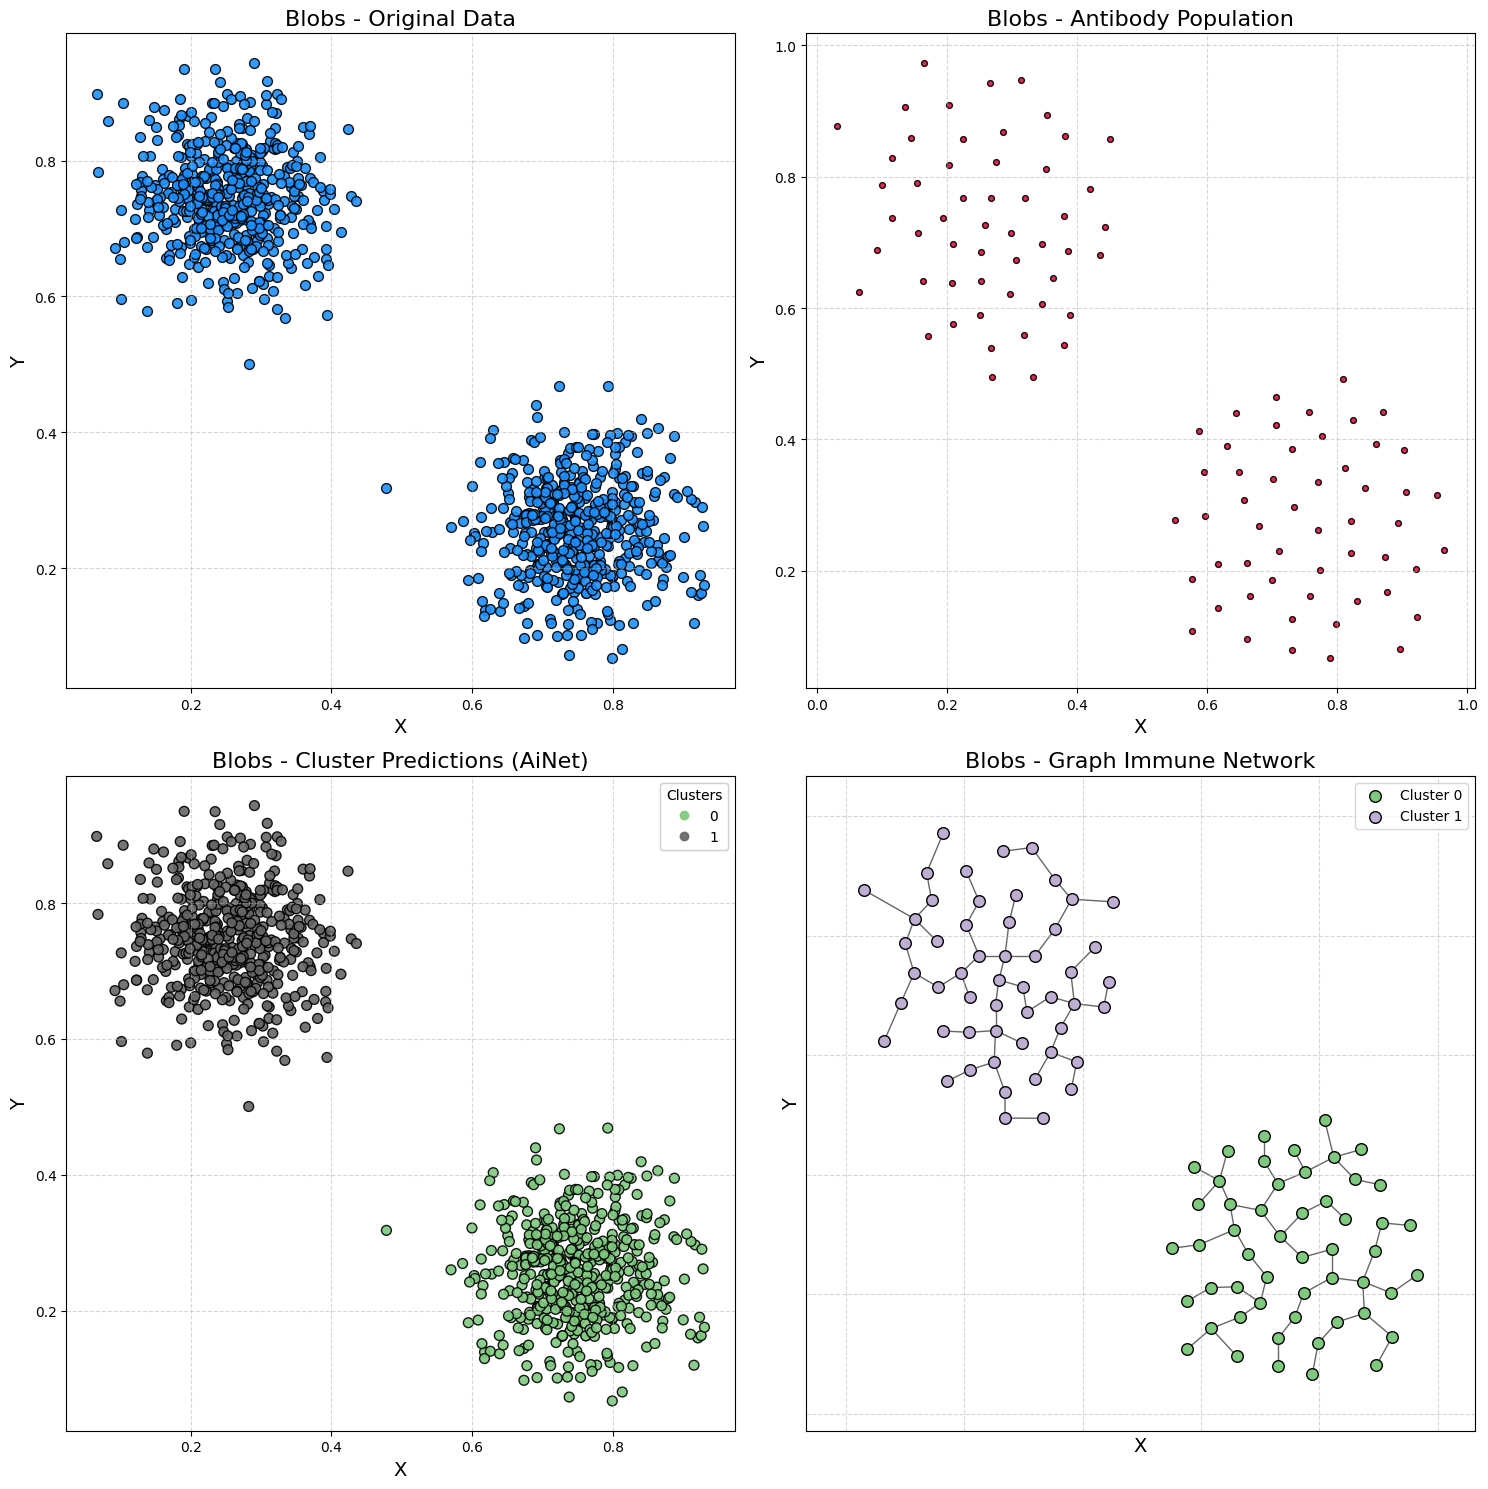 Blobs - Original Data
Y
0.8
0.6
0.4
0.2
0.2 0.4 0.6 0.8
X
Blobs - Antibody Population
Y
1.0
0.8
0.6
0.4
0.2
0.0 0.2 0.4 0.6 0.8 1.0
X
Blobs - Cluster Predictions (AiNet)
Clusters
0
1
Y
0.8
0.6
0.4
0.2
0.2 0.4 0.6 0.8
X
Blobs - Graph Immune Network
Cluster 0
Cluster 1
Y
X